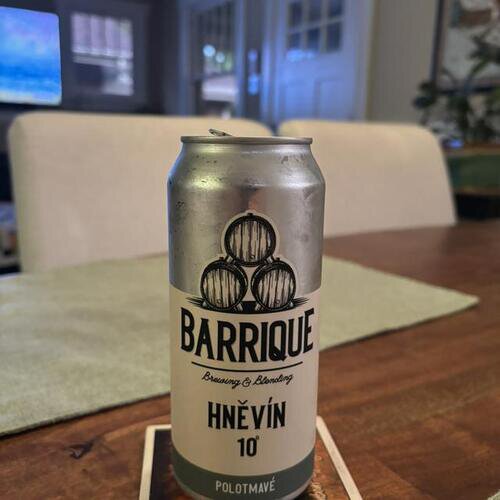 BARRIQUE
Brewing & Blending
HNĚVÍN
10°
POLOTMAVÉ